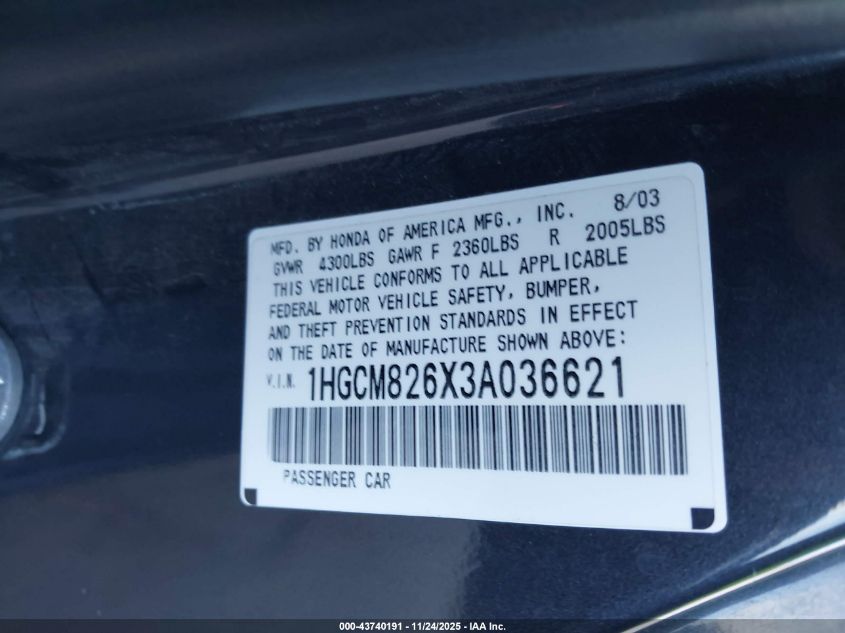 MFD. BY HONDA OF AMERICA MFG., INC. 8/03
GVWR 4300LBS GAWR F 2360LBS R 2005LBS
THIS VEHICLE CONFORMS TO ALL APPLICABLE
FEDERAL MOTOR VEHICLE SAFETY, BUMPER,
AND THEFT PREVENTION STANDARDS IN EFFECT
ON THE DATE OF MANUFACTURE SHOWN ABOVE:
V.I.N. 1HGCM826X3A036621
PASSENGER CAR
000-43740191 - 11/24/2025 - IAA Inc.